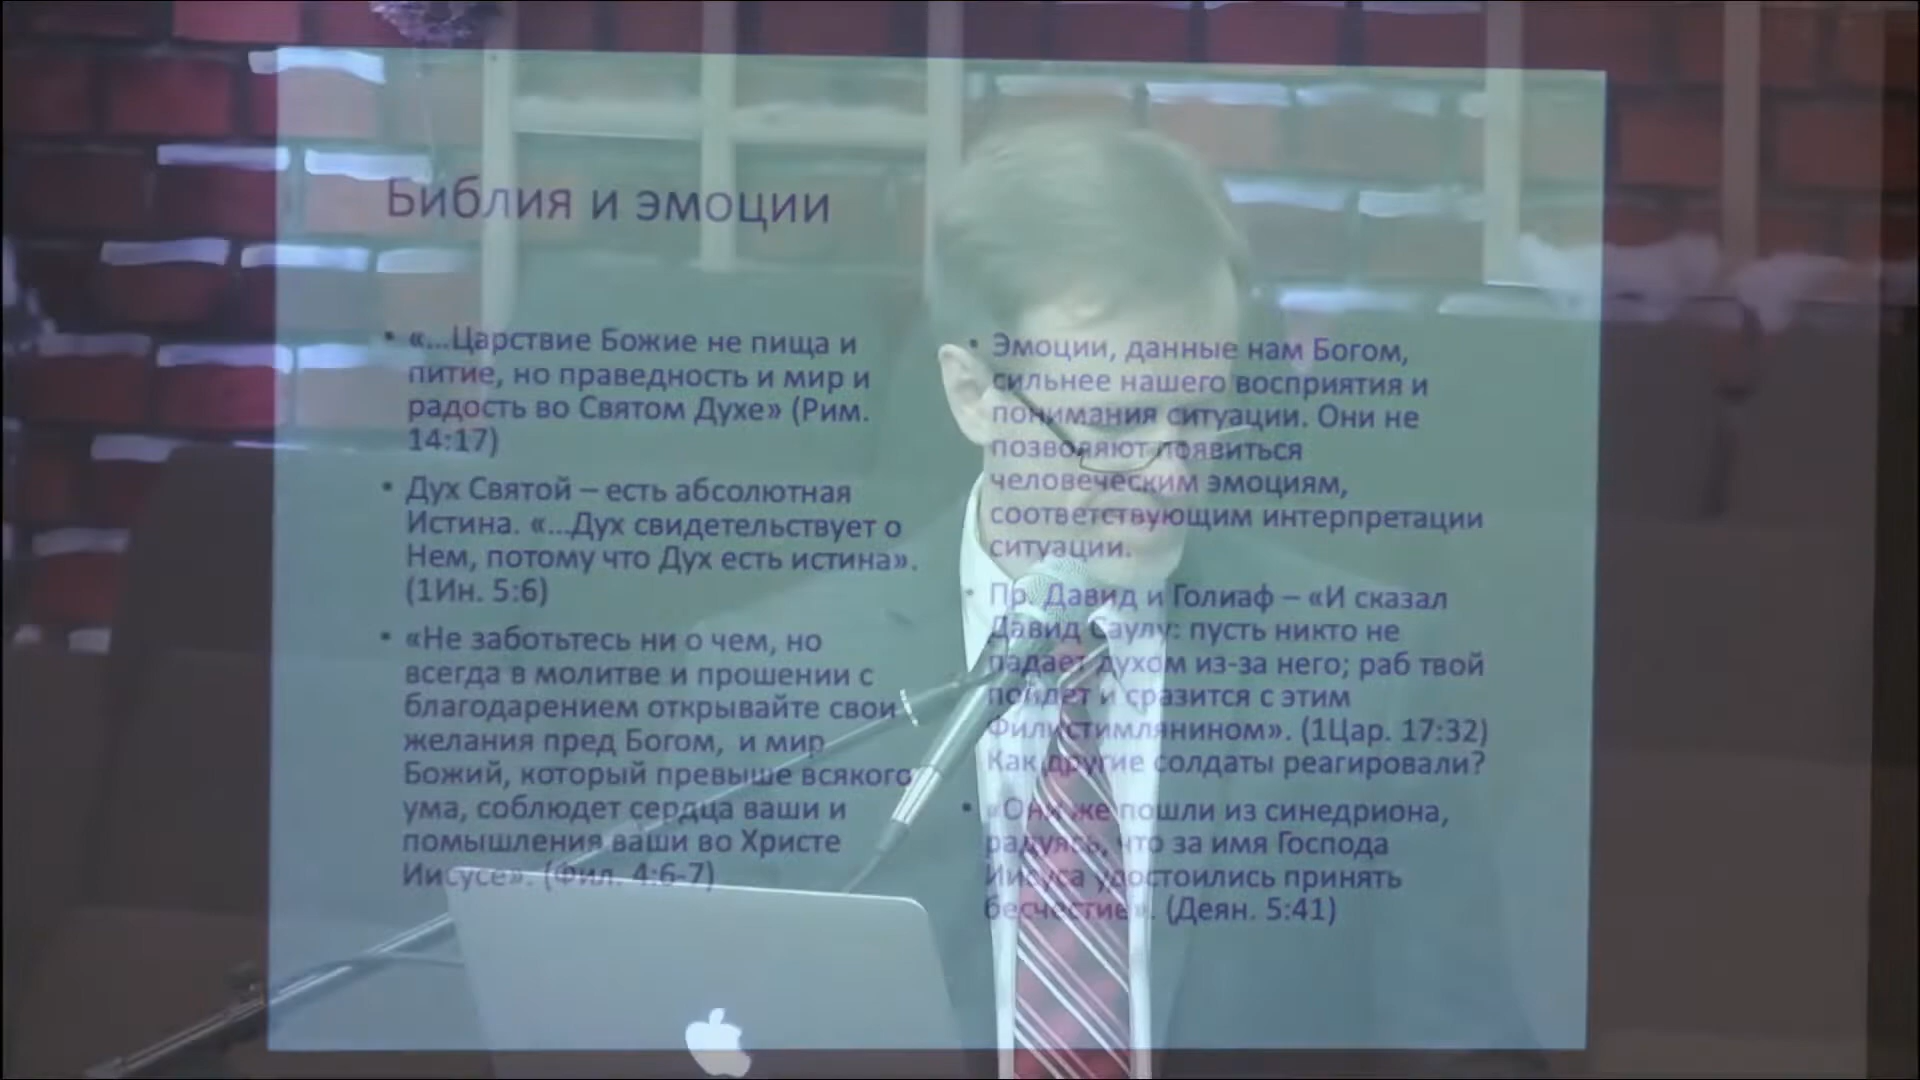 Библия и эмоции
• «...Царствие Божие не пища и
питие, но праведность и мир и
радость во Святом Духе» (Рим.
14:17)
• Дух Святой – есть абсолютная
Истина. «...Дух свидетельствует о
Нем, потому что Дух есть истина».
(1Ин. 5:6)
• «Не заботьтесь ни о чем, но
всегда в молитве и прошении с
благодарением открывайте свои
желания пред Богом, и мир
Божий, который превыше всякого
ума, соблюдет сердца ваши и
помышления ваши во Христе
Иисусе». (Фил. 4:6-7)
• Эмоции, данные нам Богом,
сильнее нашего восприятия и
понимания ситуации. Они не
позволяют появиться
человеческим эмоциям,
соответствующим интерпретации
ситуации.
• Пр. Давид и Голиаф – «И сказал
Давид Саулу: пусть никто не
падает духом из-за него; раб твой
пойдет и сразится с этим
Филистимлянином». (1Цар. 17:32)
Как другие солдаты реагировали?
• «Они же пошли из синедриона,
радуясь, что за имя Господа
Иисуса удостоились принять
бесчестие». (Деян. 5:41)